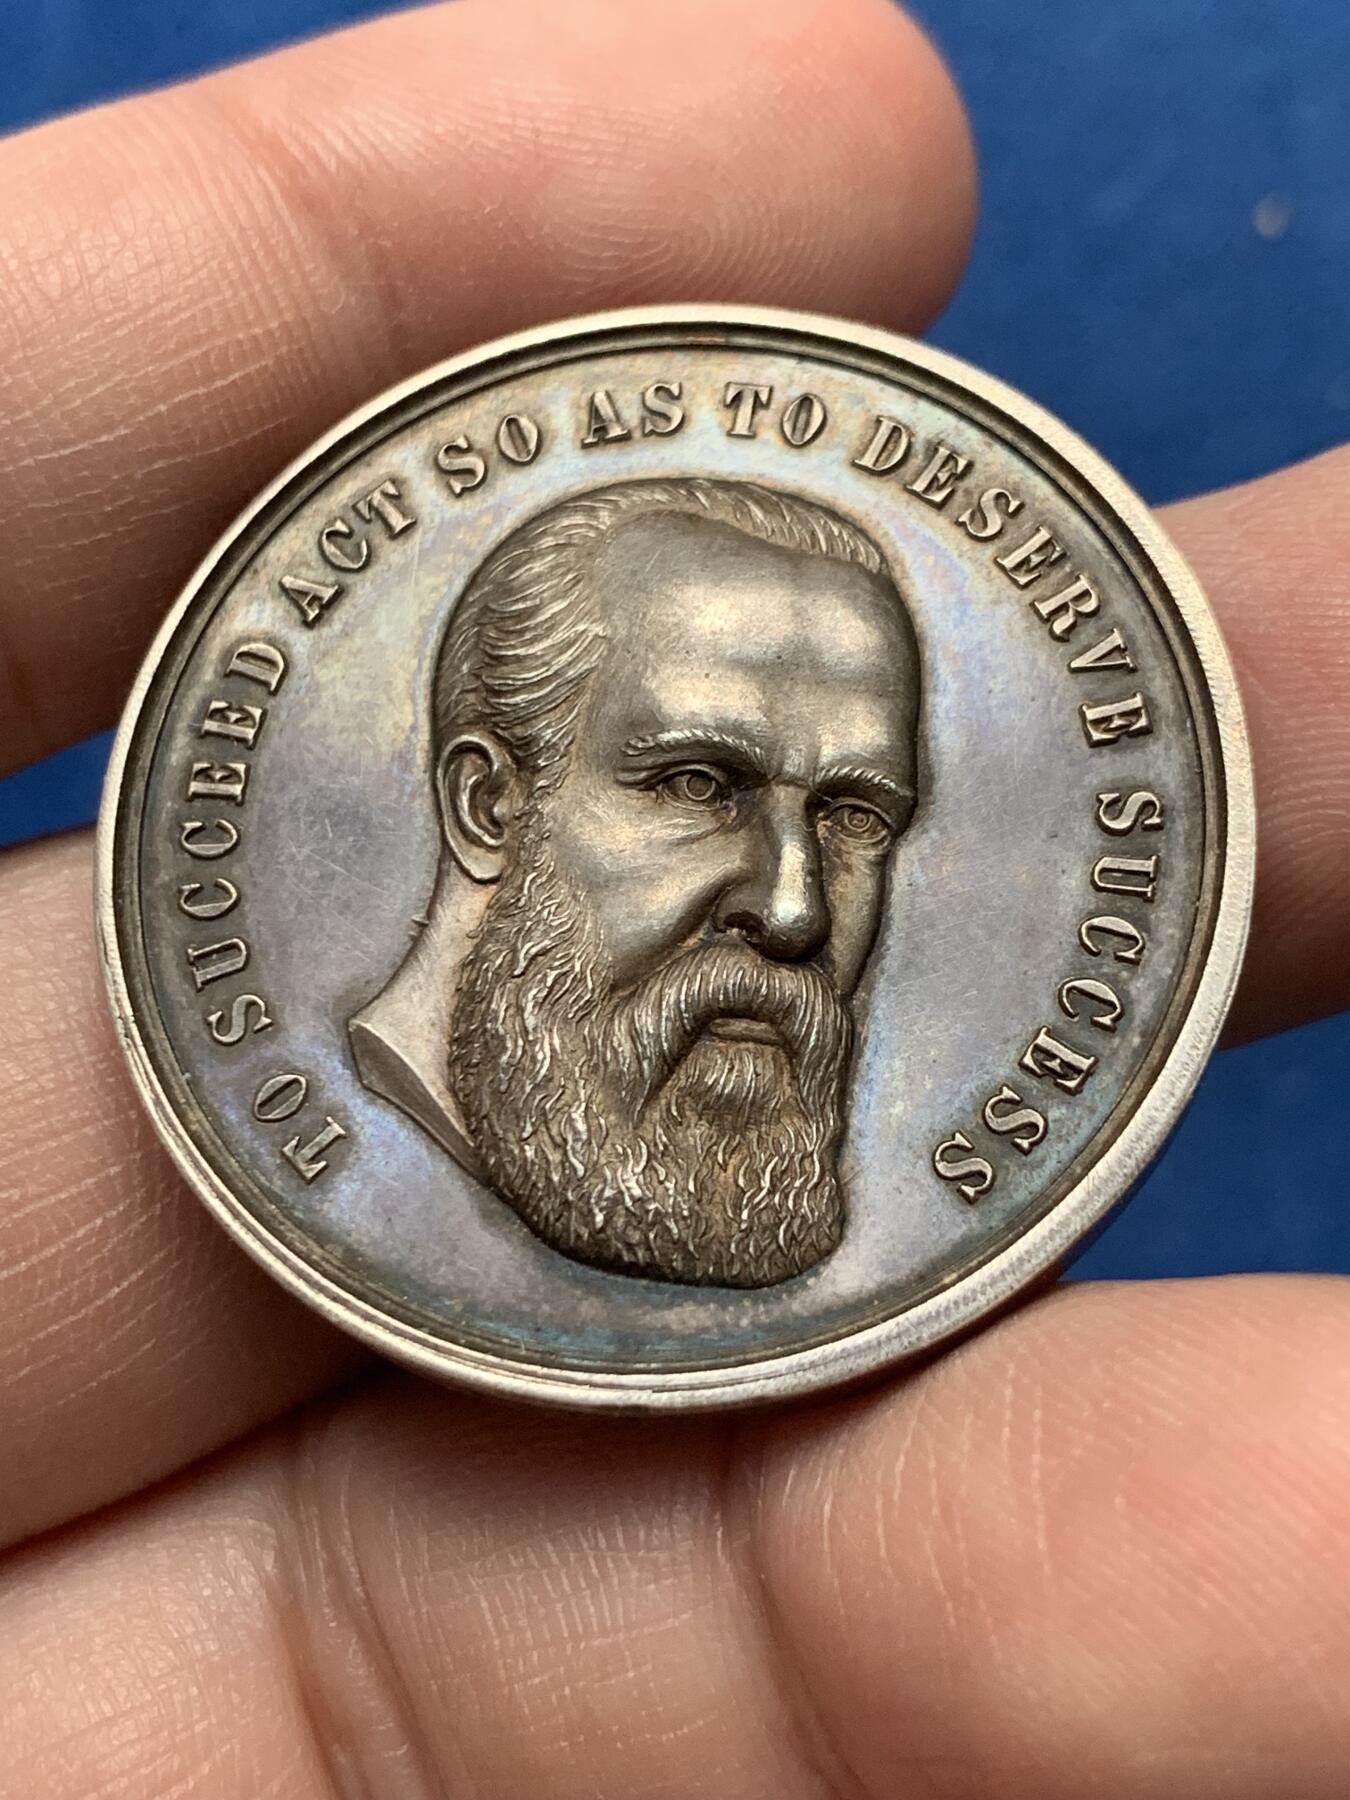 TO SUCCEED ACT SO AS TO DESERVE SUCCESS